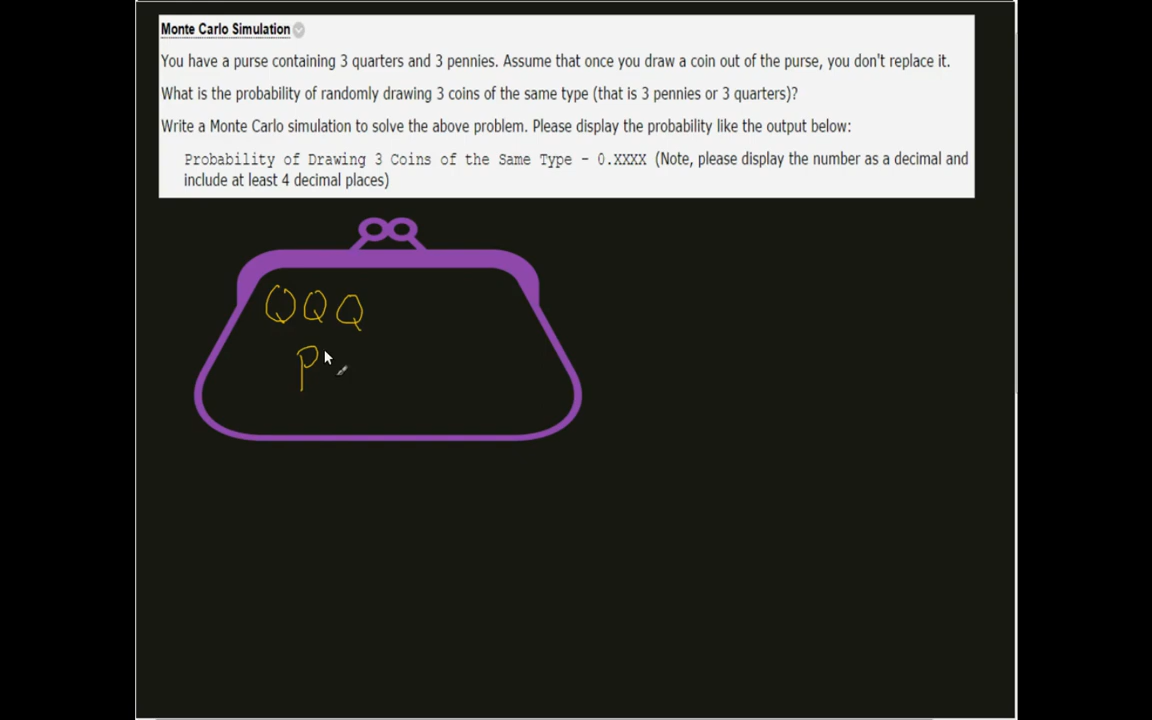 Monte Carlo Simulation
You have a purse containing 3 quarters and 3 pennies. Assume that once you draw a coin out of the purse, you don't replace it.
What is the probability of randomly drawing 3 coins of the same type (that is 3 pennies or 3 quarters)?
Write a Monte Carlo simulation to solve the above problem. Please display the probability like the output below:
Probability of Drawing 3 Coins of the Same Type - 0.XXXX (Note, please display the number as a decimal and
include at least 4 decimal places)
Q Q Q
P